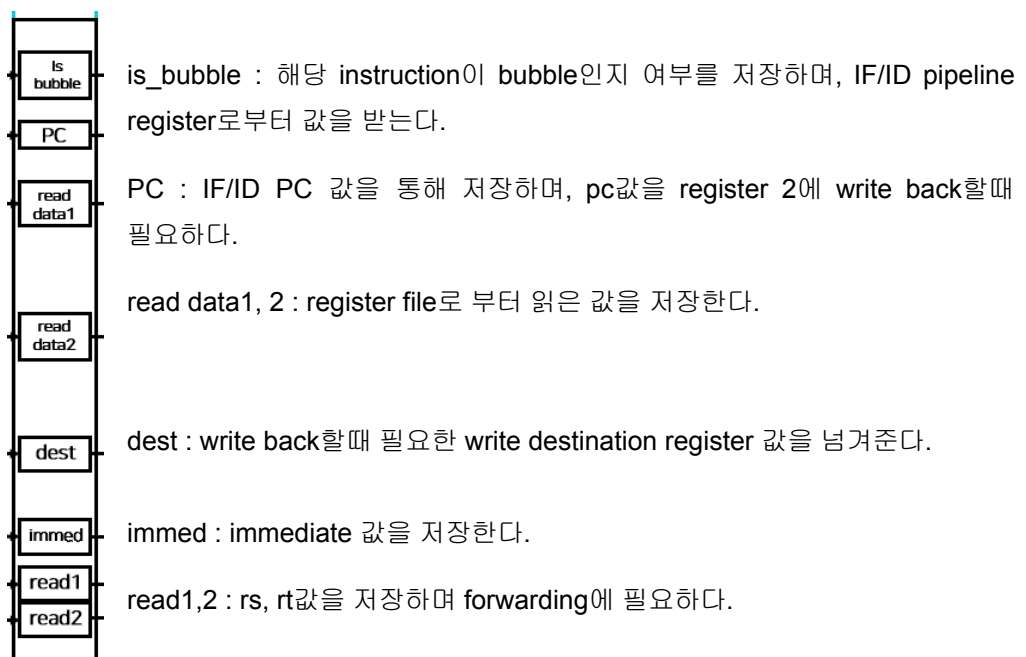 Is
bubble
PC
read
data1
read
data2
dest
immed
read1
read2
is_bubble : 해당 instruction이 bubble인지 여부를 저장하며, IF/ID pipeline
register로부터 값을 받는다.
PC : IF/ID PC 값을 통해 저장하며, pc값을 register 2에 write back할때
필요하다.
read data1, 2 : register file로 부터 읽은 값을 저장한다.
dest : write back할때 필요한 write destination register 값을 넘겨준다.
immed : immediate 값을 저장한다.
read1,2 : rs, rt값을 저장하며 forwarding에 필요하다.